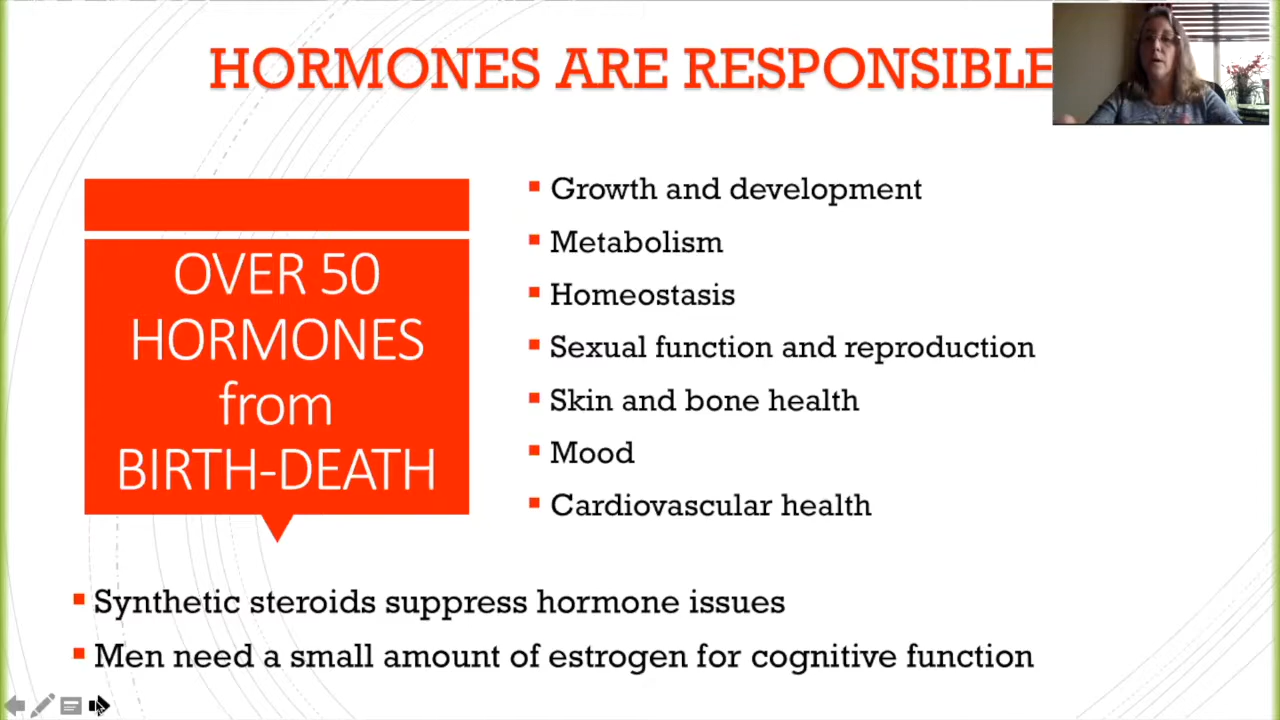 HORMONES ARE RESPONSIBLE
OVER 50
HORMONES
from
BIRTH-DEATH
Growth and development
Metabolism
Homeostasis
Sexual function and reproduction
Skin and bone health
Mood
Cardiovascular health
Synthetic steroids suppress hormone issues
Men need a small amount of estrogen for cognitive function